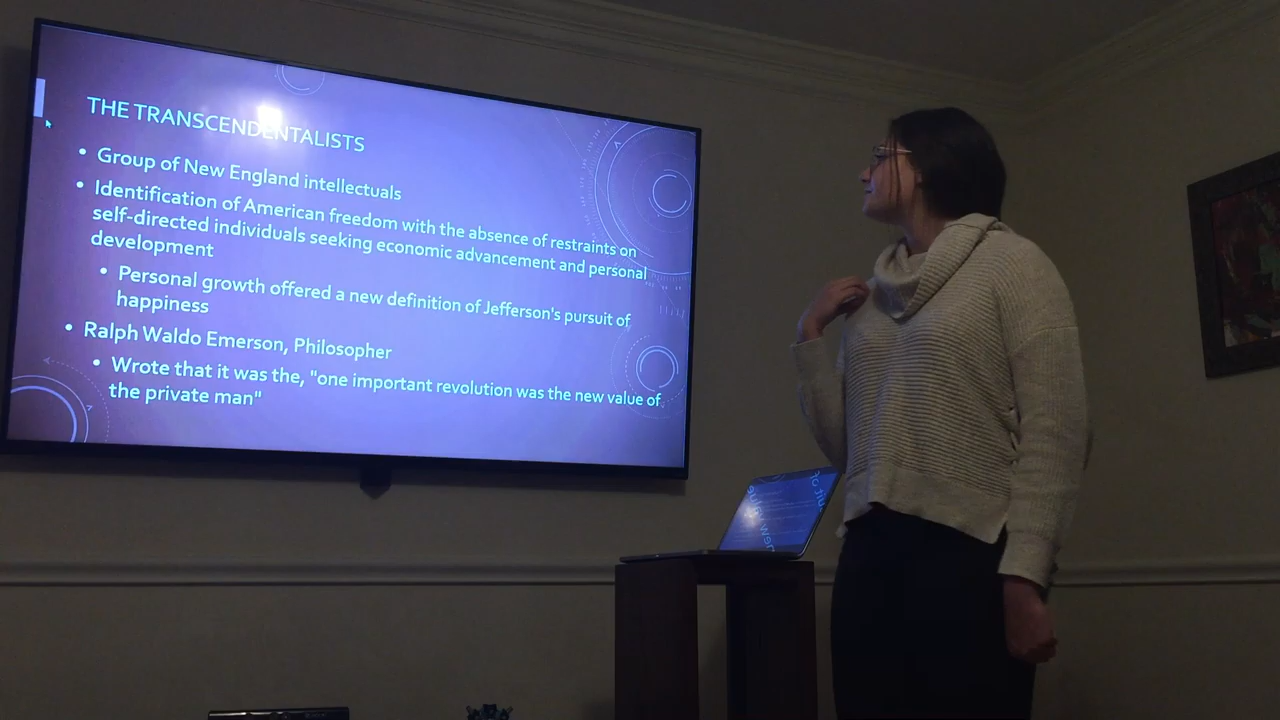 THE TRANSCENDENTALISTS
• Group of New England intellectuals
• Identification of American freedom with the absence of restraints on
self-directed individuals seeking economic advancement and personal
development
• Personal growth offered a new definition of Jefferson's pursuit of
happiness
• Ralph Waldo Emerson, Philosopher
• Wrote that it was the, "one important revolution was the new value of
the private man"